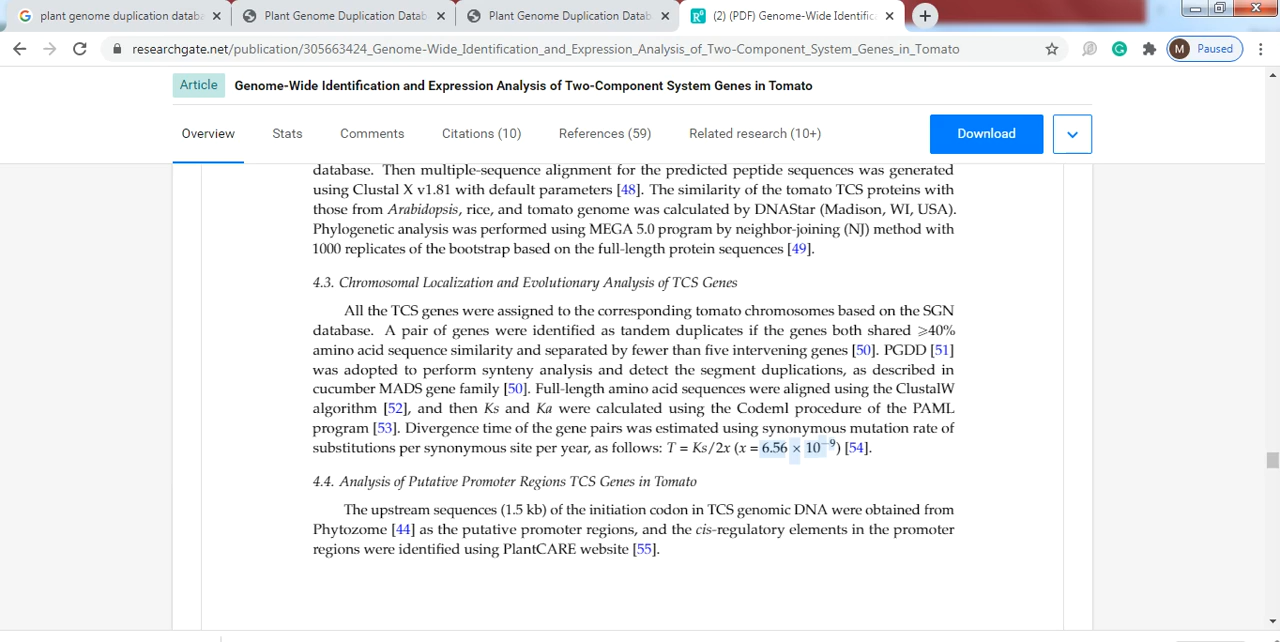 plant genome duplication databa
Plant Genome Duplication Datab
Plant Genome Duplication Datab
(2) (PDF) Genome-Wide Identific
researchgate.net/publication/305663424_Genome-Wide_Identification_and_Expression_Analysis_of_Two-Component_System_Genes_in_Tomato
M Paused
Article Genome-Wide Identification and Expression Analysis of Two-Component System Genes in Tomato
Overview Stats Comments Citations (10) References (59) Related research (10+) Download
database. Then multiple-sequence alignment for the predicted peptide sequences was generated
using Clustal X v1.81 with default parameters [48]. The similarity of the tomato TCS proteins with
those from Arabidopsis, rice, and tomato genome was calculated by DNAStar (Madison, WI, USA).
Phylogenetic analysis was performed using MEGA 5.0 program by neighbor-joining (NJ) method with
1000 replicates of the bootstrap based on the full-length protein sequences [49].
4.3. Chromosomal Localization and Evolutionary Analysis of TCS Genes
All the TCS genes were assigned to the corresponding tomato chromosomes based on the SGN
database. A pair of genes were identified as tandem duplicates if the genes both shared ⩾40%
amino acid sequence similarity and separated by fewer than five intervening genes [50]. PGDD [51]
was adopted to perform synteny analysis and detect the segment duplications, as described in
cucumber MADS gene family [50]. Full-length amino acid sequences were aligned using the ClustalW
algorithm [52], and then Ks and Ka were calculated using the Codeml procedure of the PAML
program [53]. Divergence time of the gene pairs was estimated using synonymous mutation rate of
substitutions per synonymous site per year, as follows: T = Ks/2x (x = 6.56 × 10⁻⁹) [54].
4.4. Analysis of Putative Promoter Regions TCS Genes in Tomato
The upstream sequences (1.5 kb) of the initiation codon in TCS genomic DNA were obtained from
Phytozome [44] as the putative promoter regions, and the cis-regulatory elements in the promoter
regions were identified using PlantCARE website [55].